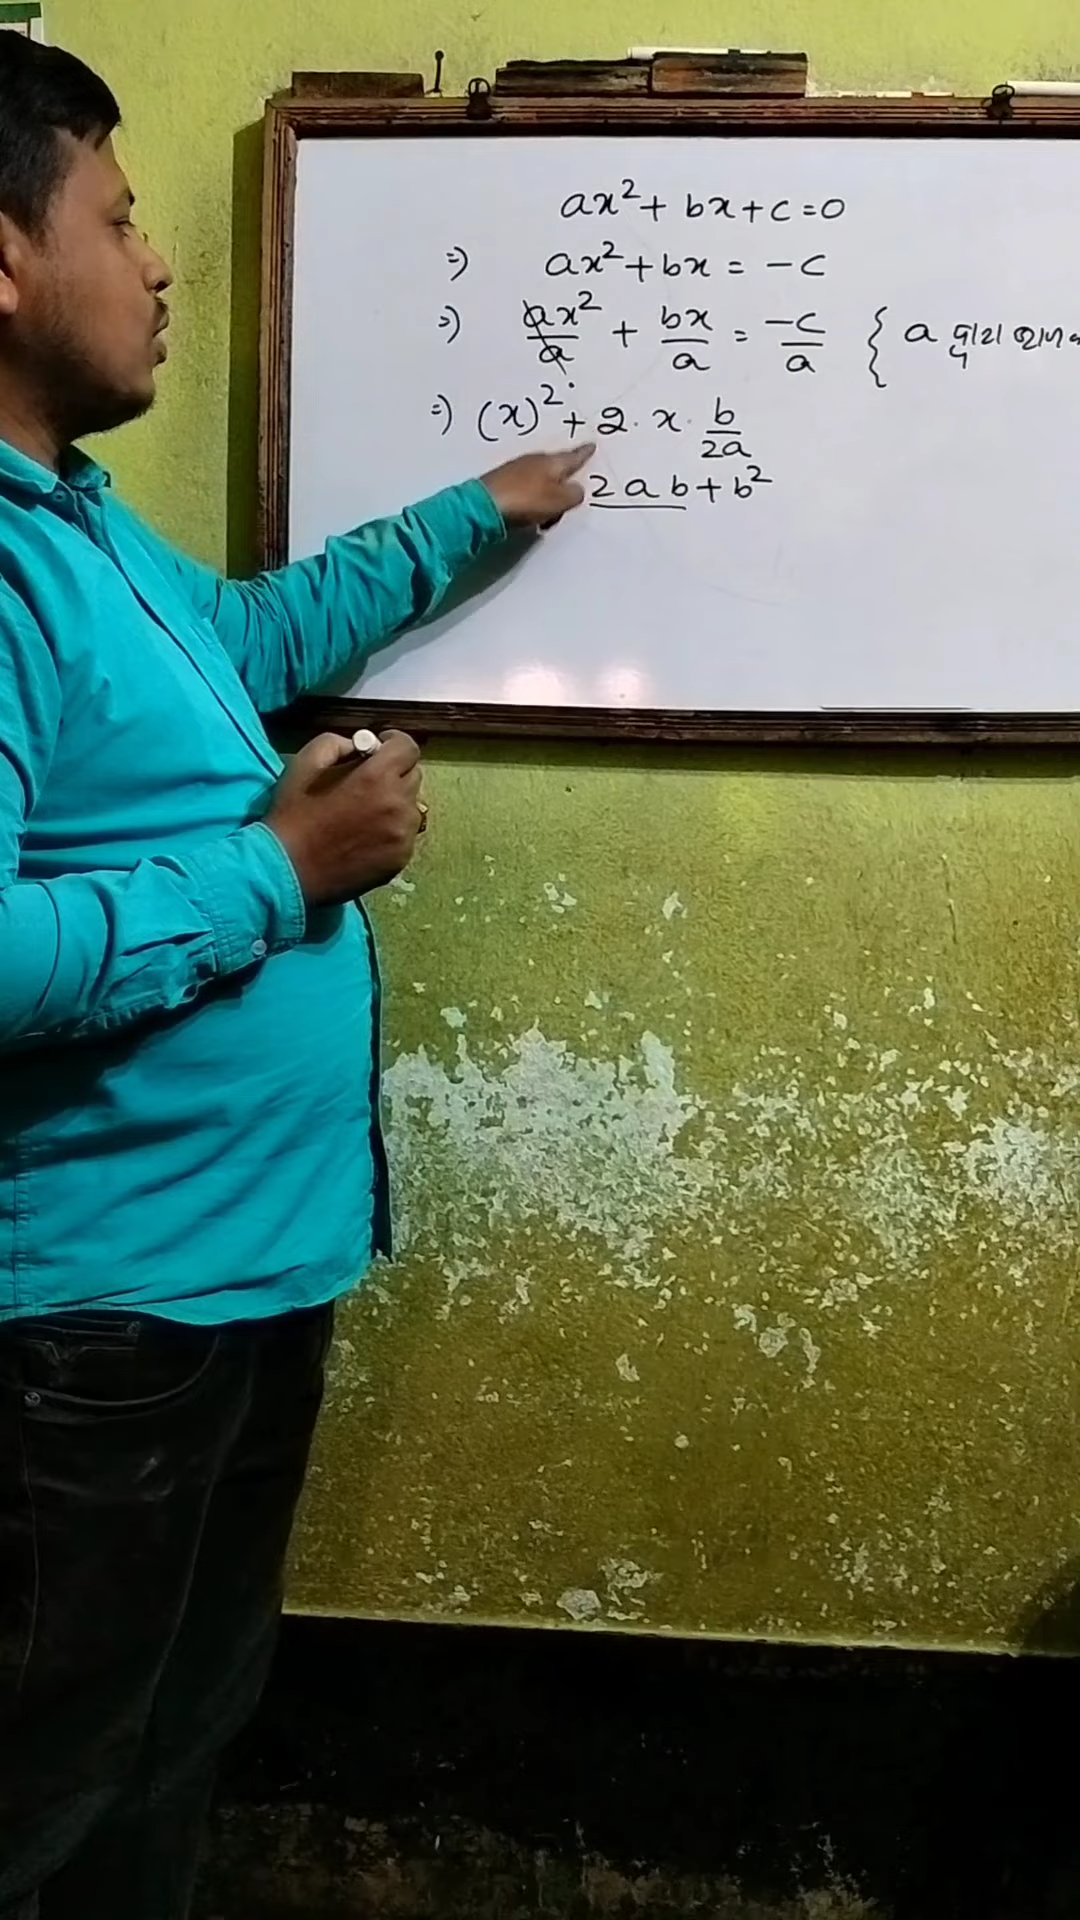 ax² + bx + c = 0
⇒) ax² + bx = -c
⇒) ax²/a + bx/a = -c/a { a ଦ୍ୱାରା
⇒) (x)² + 2 . x . b/2a
2ab + b²